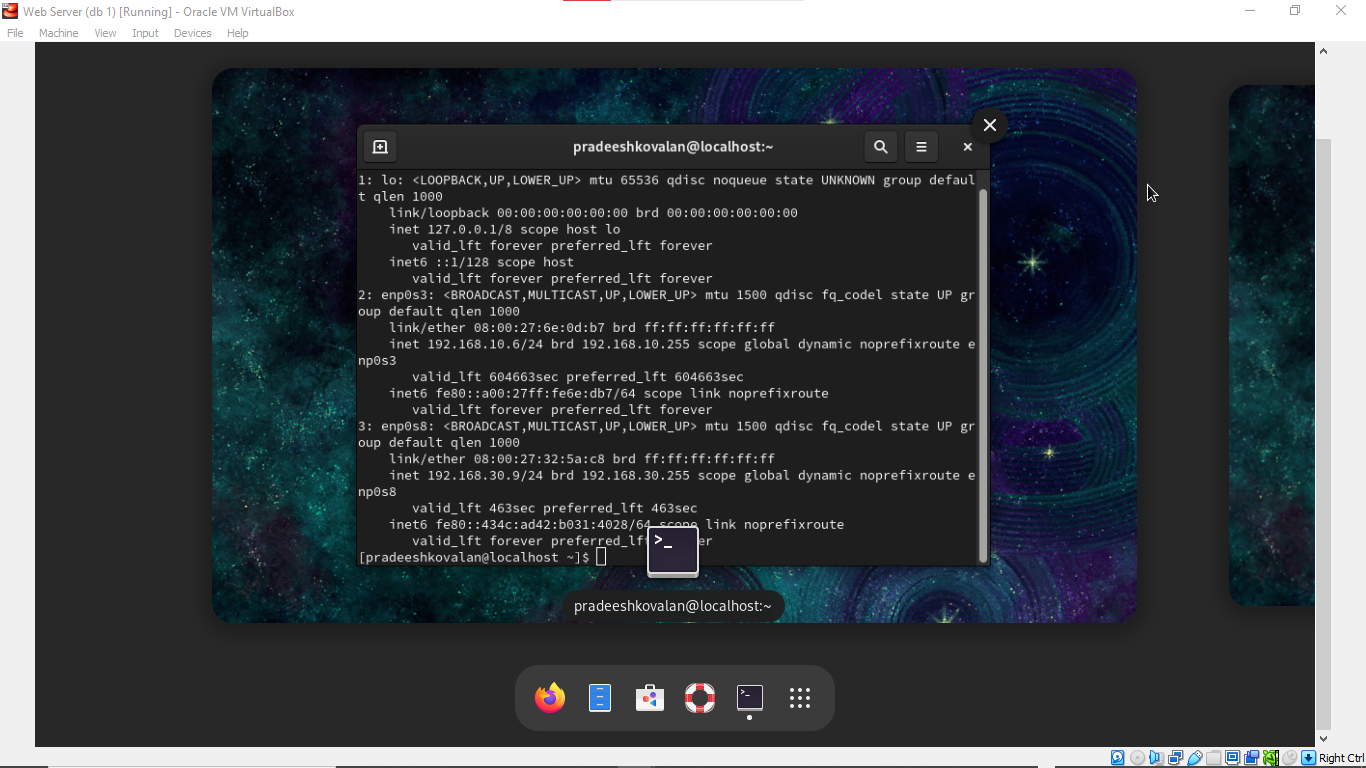 Web Server (db 1) [Running] - Oracle VM VirtualBox
File Machine View Input Devices Help
pradeeshkovalan@localhost:~
1: lo: <LOOPBACK,UP,LOWER_UP> mtu 65536 qdisc noqueue state UNKNOWN group defaul
t qlen 1000
    link/loopback 00:00:00:00:00:00 brd 00:00:00:00:00:00
    inet 127.0.0.1/8 scope host lo
       valid_lft forever preferred_lft forever
    inet6 ::1/128 scope host
       valid_lft forever preferred_lft forever
2: enp0s3: <BROADCAST,MULTICAST,UP,LOWER_UP> mtu 1500 qdisc fq_codel state UP gr
oup default qlen 1000
    link/ether 08:00:27:6e:0d:b7 brd ff:ff:ff:ff:ff:ff
    inet 192.168.10.6/24 brd 192.168.10.255 scope global dynamic noprefixroute e
np0s3
       valid_lft 604663sec preferred_lft 604663sec
    inet6 fe80::a00:27ff:fe6e:db7/64 scope link noprefixroute
       valid_lft forever preferred_lft forever
3: enp0s8: <BROADCAST,MULTICAST,UP,LOWER_UP> mtu 1500 qdisc fq_codel state UP gr
oup default qlen 1000
    link/ether 08:00:27:32:5a:c8 brd ff:ff:ff:ff:ff:ff
    inet 192.168.30.9/24 brd 192.168.30.255 scope global dynamic noprefixroute e
np0s8
       valid_lft 463sec preferred_lft 463sec
    inet6 fe80::434c:ad42:b031:4028/64 scope link noprefixroute
       valid_lft forever preferred_lft er
[pradeeshkovalan@localhost ~]$
>_
pradeeshkovalan@localhost:~
Right Ctrl